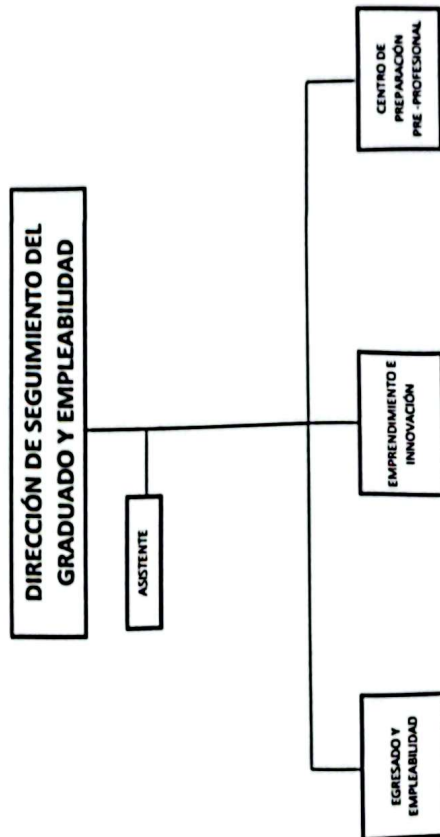 DIRECCIÓN DE SEGUIMIENTO DEL
GRADUADO Y EMPLEABILIDAD
ASISTENTE
EGRESADO Y
EMPLEABILIDAD
EMPRENDIMIENTO E
INNOVACIÓN
CENTRO DE
PREPARACIÓN
PRE -PROFESIONAL